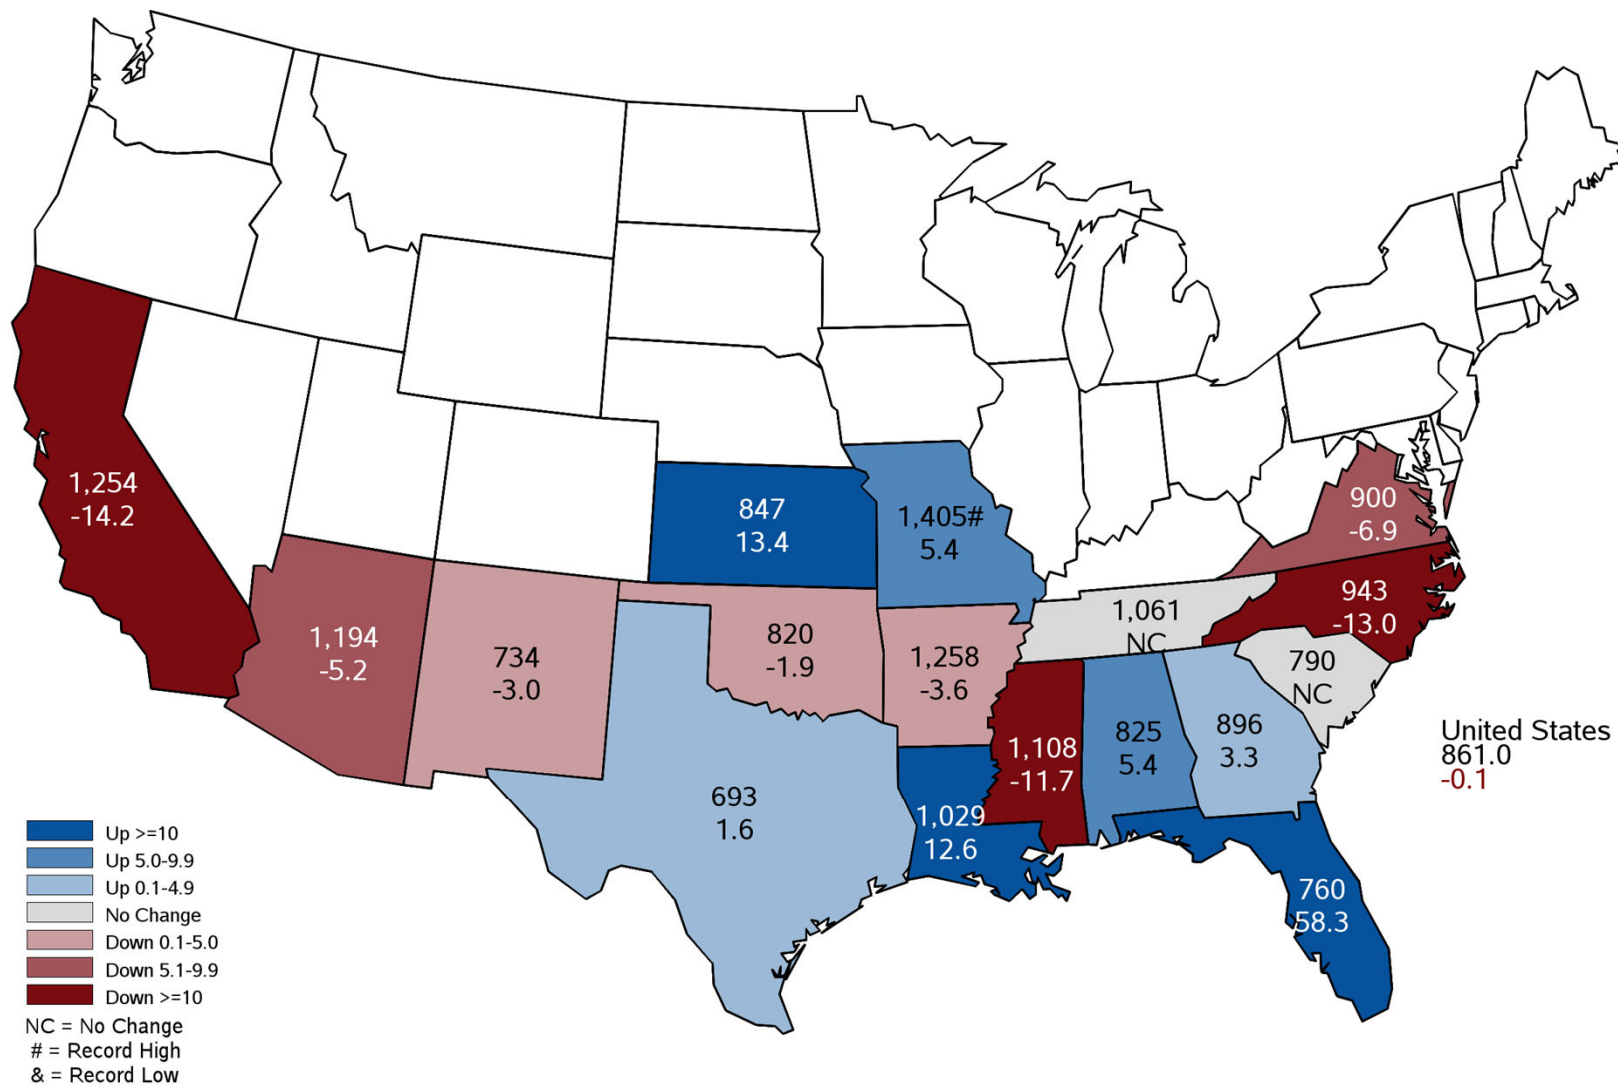 1,254
-14.2
847
13.4
1,405#
5.4
900
-6.9
1,194
-5.2
734
-3.0
820
-1.9
1,258
-3.6
1,061
NC
943
-13.0
790
NC
693
1.6
1,029
12.6
1,108
-11.7
825
5.4
896
3.3
760
58.3
United States
861.0
-0.1
Up >=10
Up 5.0-9.9
Up 0.1-4.9
No Change
Down 0.1-5.0
Down 5.1-9.9
Down >=10
NC = No Change
# = Record High
& = Record Low